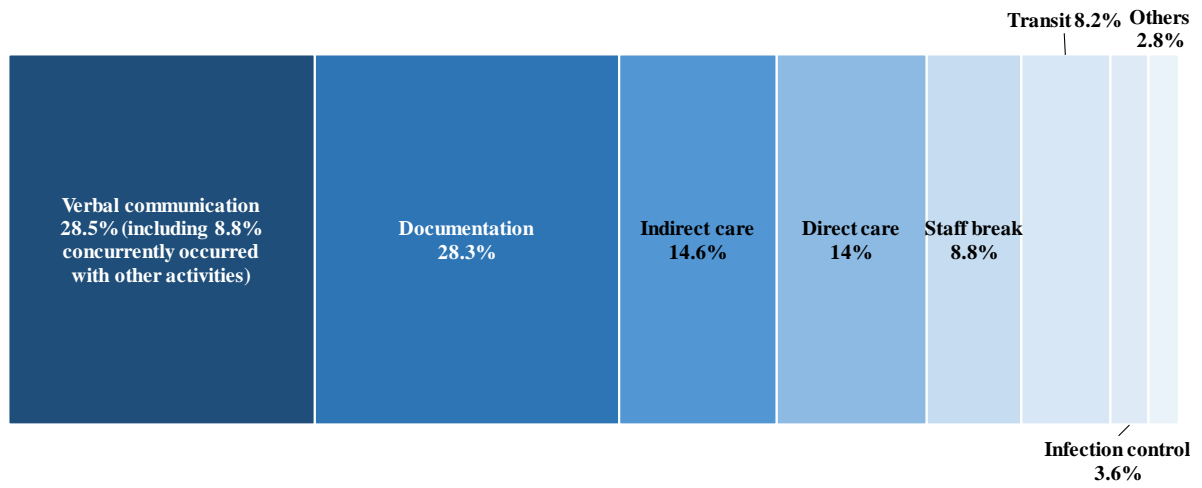 Transit 8.2%
Others
2.8%
Verbal communication
28.5% (including 8.8%
concurrently occurred
with other activities)
Documentation
28.3%
Indirect care
14.6%
Direct care
14%
Staff break
8.8%
Infection control
3.6%